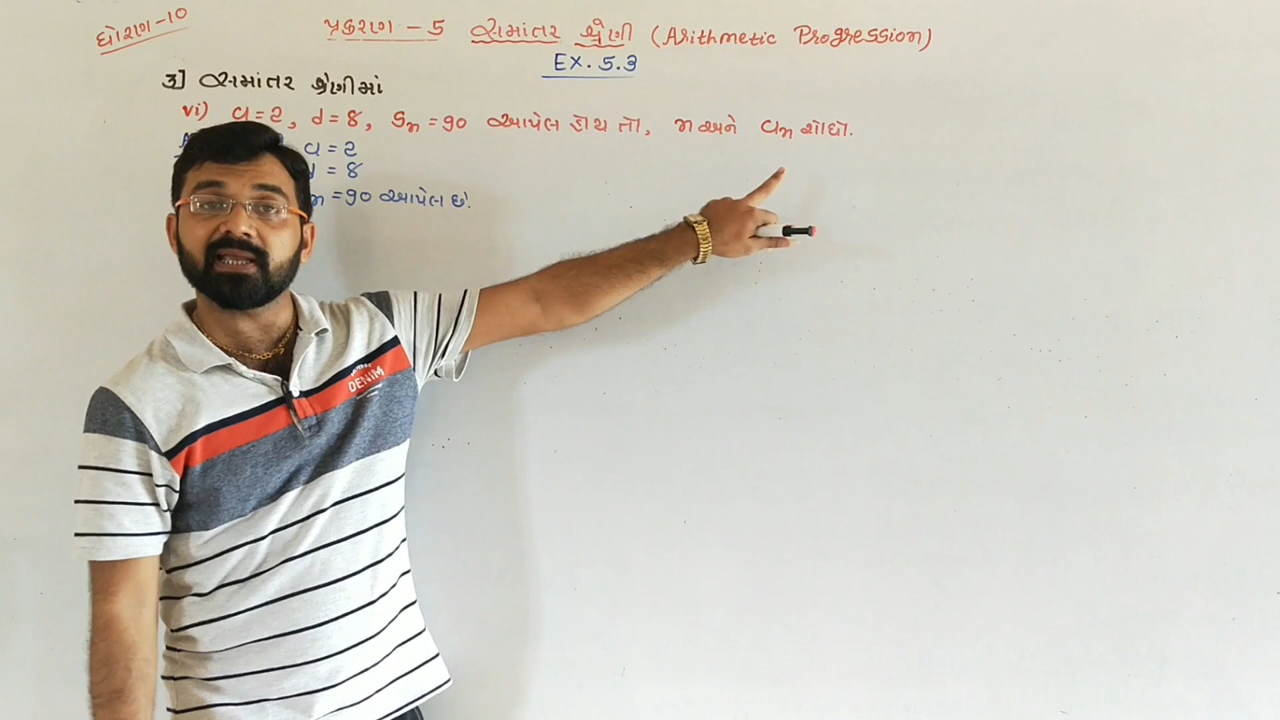 ધોરણ-10
પ્રકરણ - 5 સમાંતર શ્રેણી (Arithmetic Progression)
Ex. 5.3
3] સમાંતર શ્રેણીમાં
vi) a = 2, d = 8, Sn = 90 આપેલ હોય તો, n અને an શોધો.
a = 2
= 8
n = 90 આપેલ છે.
DENIM